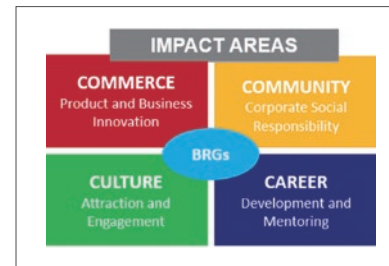 IMPACT AREAS
COMMERCE
Product and Business
Innovation
COMMUNITY
Corporate Social
Responsibility
BRGs
CULTURE
Attraction and
Engagement
CAREER
Development and
Mentoring